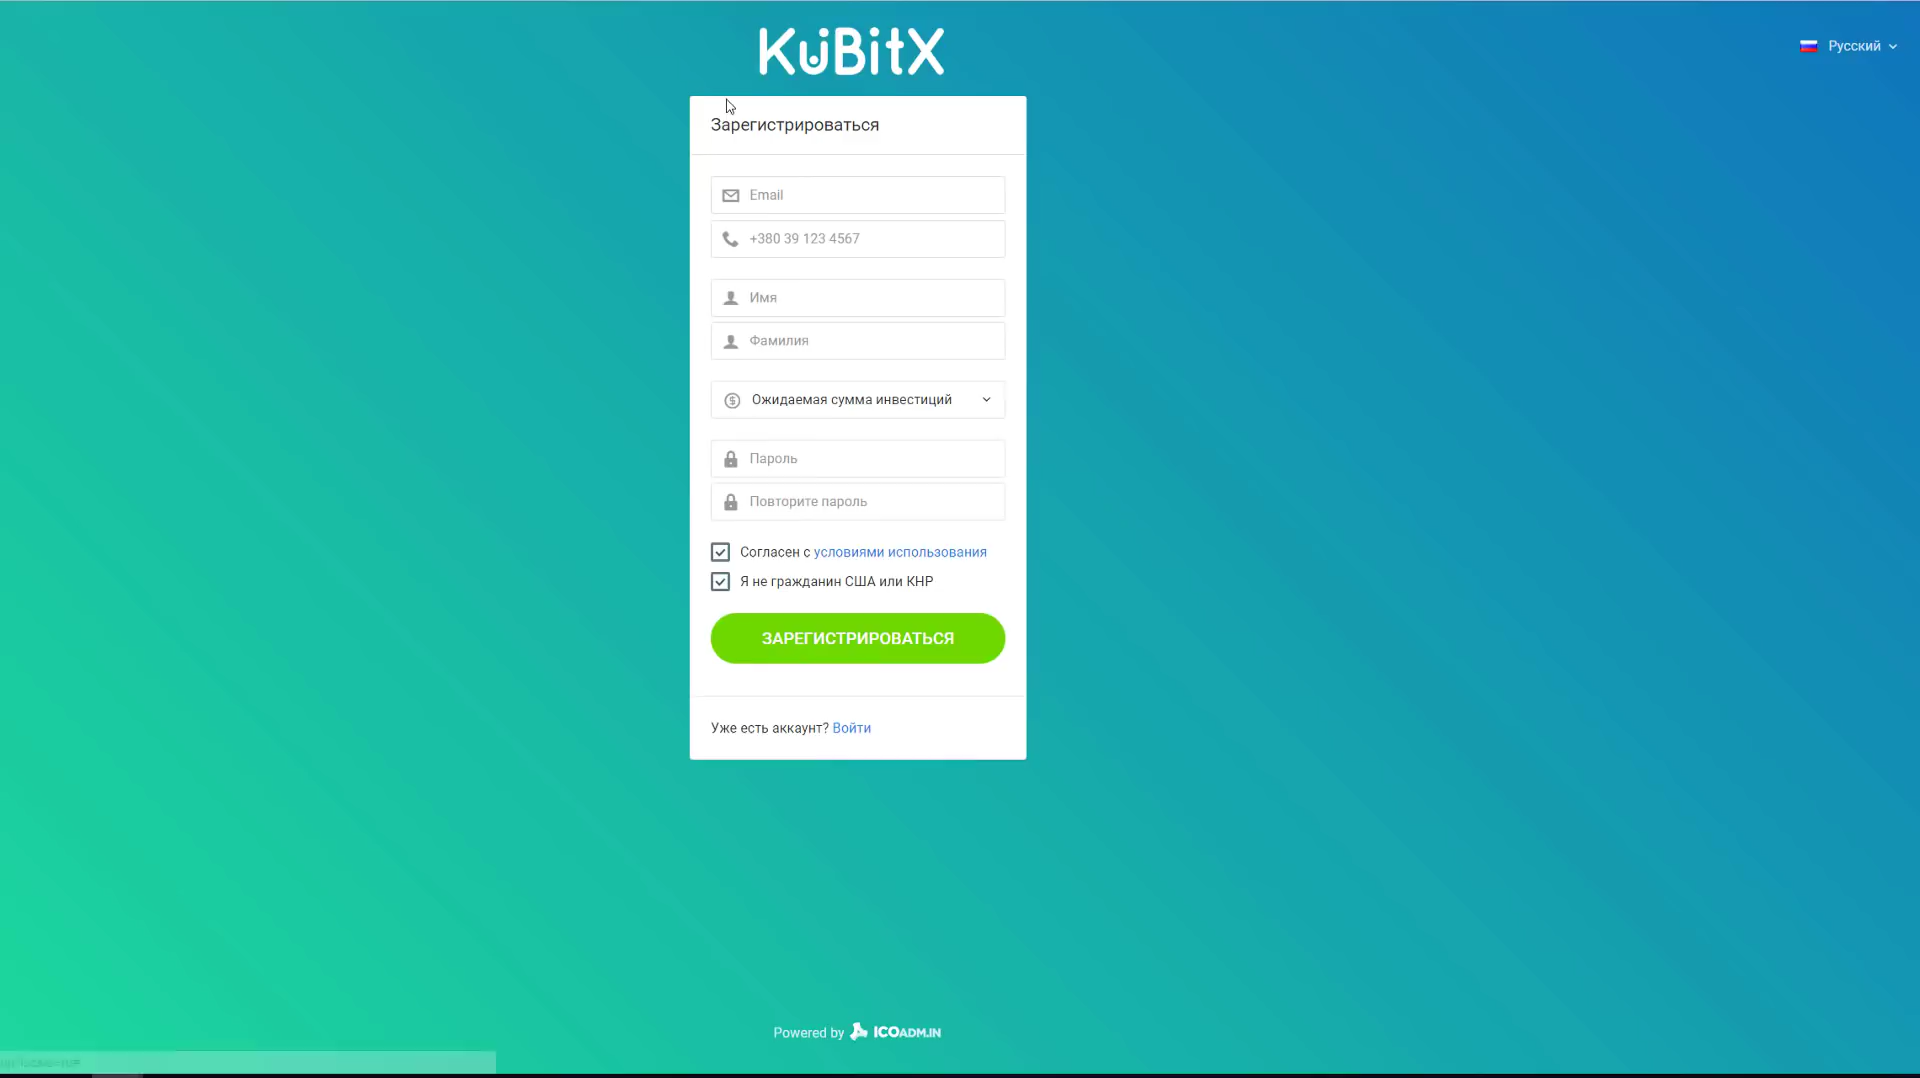 KuBitX
Русский
Зарегистрироваться
Email
+380 39 123 4567
Имя
Фамилия
Ожидаемая сумма инвестиций
Пароль
Повторите пароль
Согласен с условиями использования
Я не гражданин США или КНР
ЗАРЕГИСТРИРОВАТЬСЯ
Уже есть аккаунт? Войти
Powered by ICOADM.IN